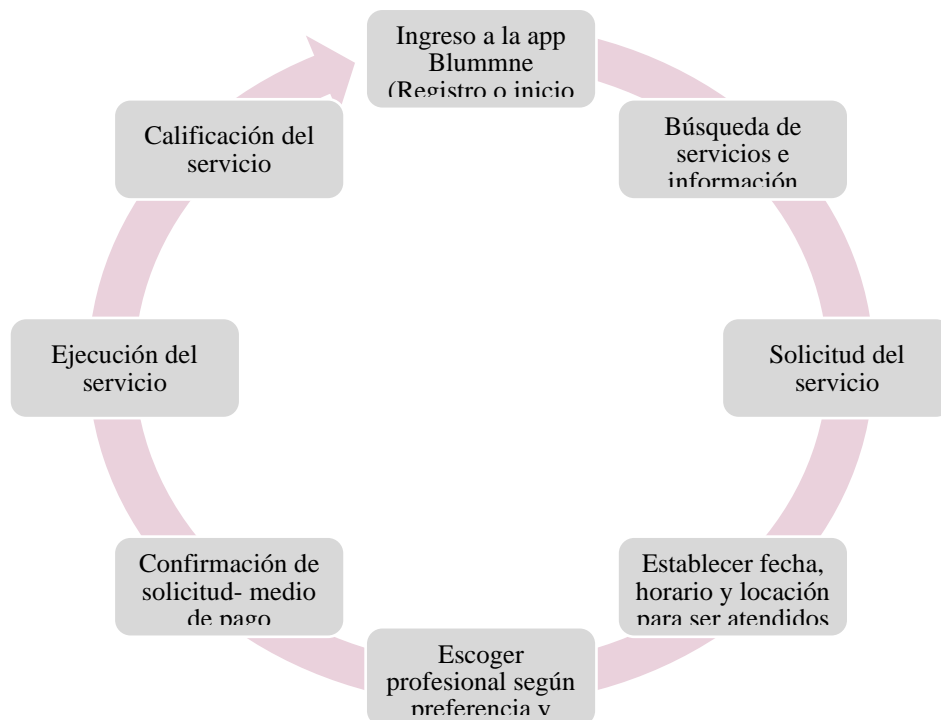 Ingreso a la app
Blummne
(Registro o inicio
Búsqueda de
servicios e
información
Solicitud del
servicio
Establecer fecha,
horario y locación
para ser atendidos
Escoger
profesional según
preferencia y
Confirmación de
solicitud- medio
de pago
Ejecución del
servicio
Calificación del
servicio